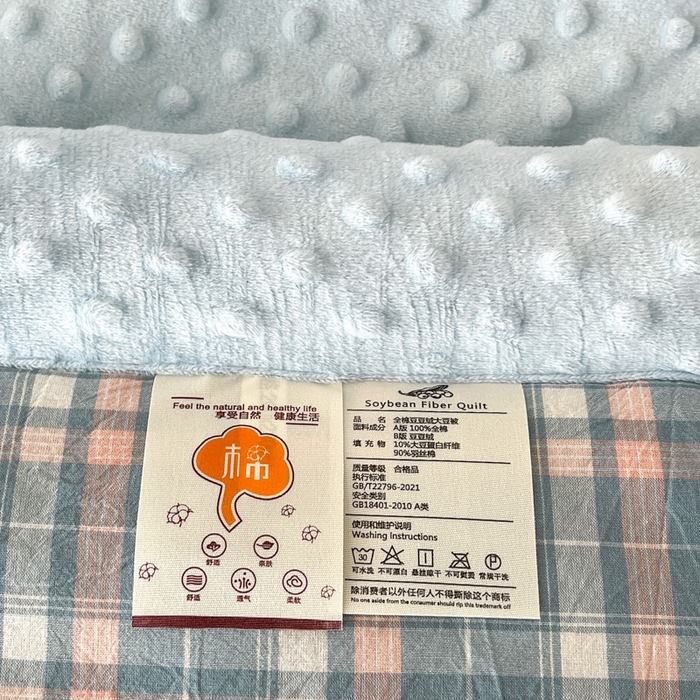 Feel the natural and healthy life
享受自然 健康生活
棉
舒适 亲肤
舒适 透气 柔软
Soybean Fiber Quilt
品 名 全棉豆豆绒大豆被
面料成分 A版 100%全棉
B版 豆豆绒
填 充 物 10%大豆蛋白纤维
90%羽丝棉
质量等级 合格品
执行标准
GB/T22796-2021
安全类别
GB18401-2010 A类
使用和维护说明
Washing Instructions
30 P
可水洗 不可漂白 悬挂晾干 不可熨烫 常规干洗
除消费者以外任何人不得撕除这个商标
No one aside from the consumer should rip this trademark off